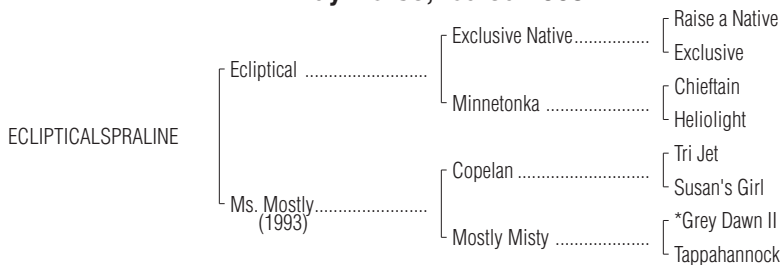 Raise a Native
Exclusive Native
Exclusive
Ecliptical
Chieftain
Minnetonka
Heliolight
ECLIPTICALSPRALINE
Tri Jet
Copelan
Susan's Girl
Ms. Mostly
(1993)
*Grey Dawn II
Mostly Misty
Tappahannock